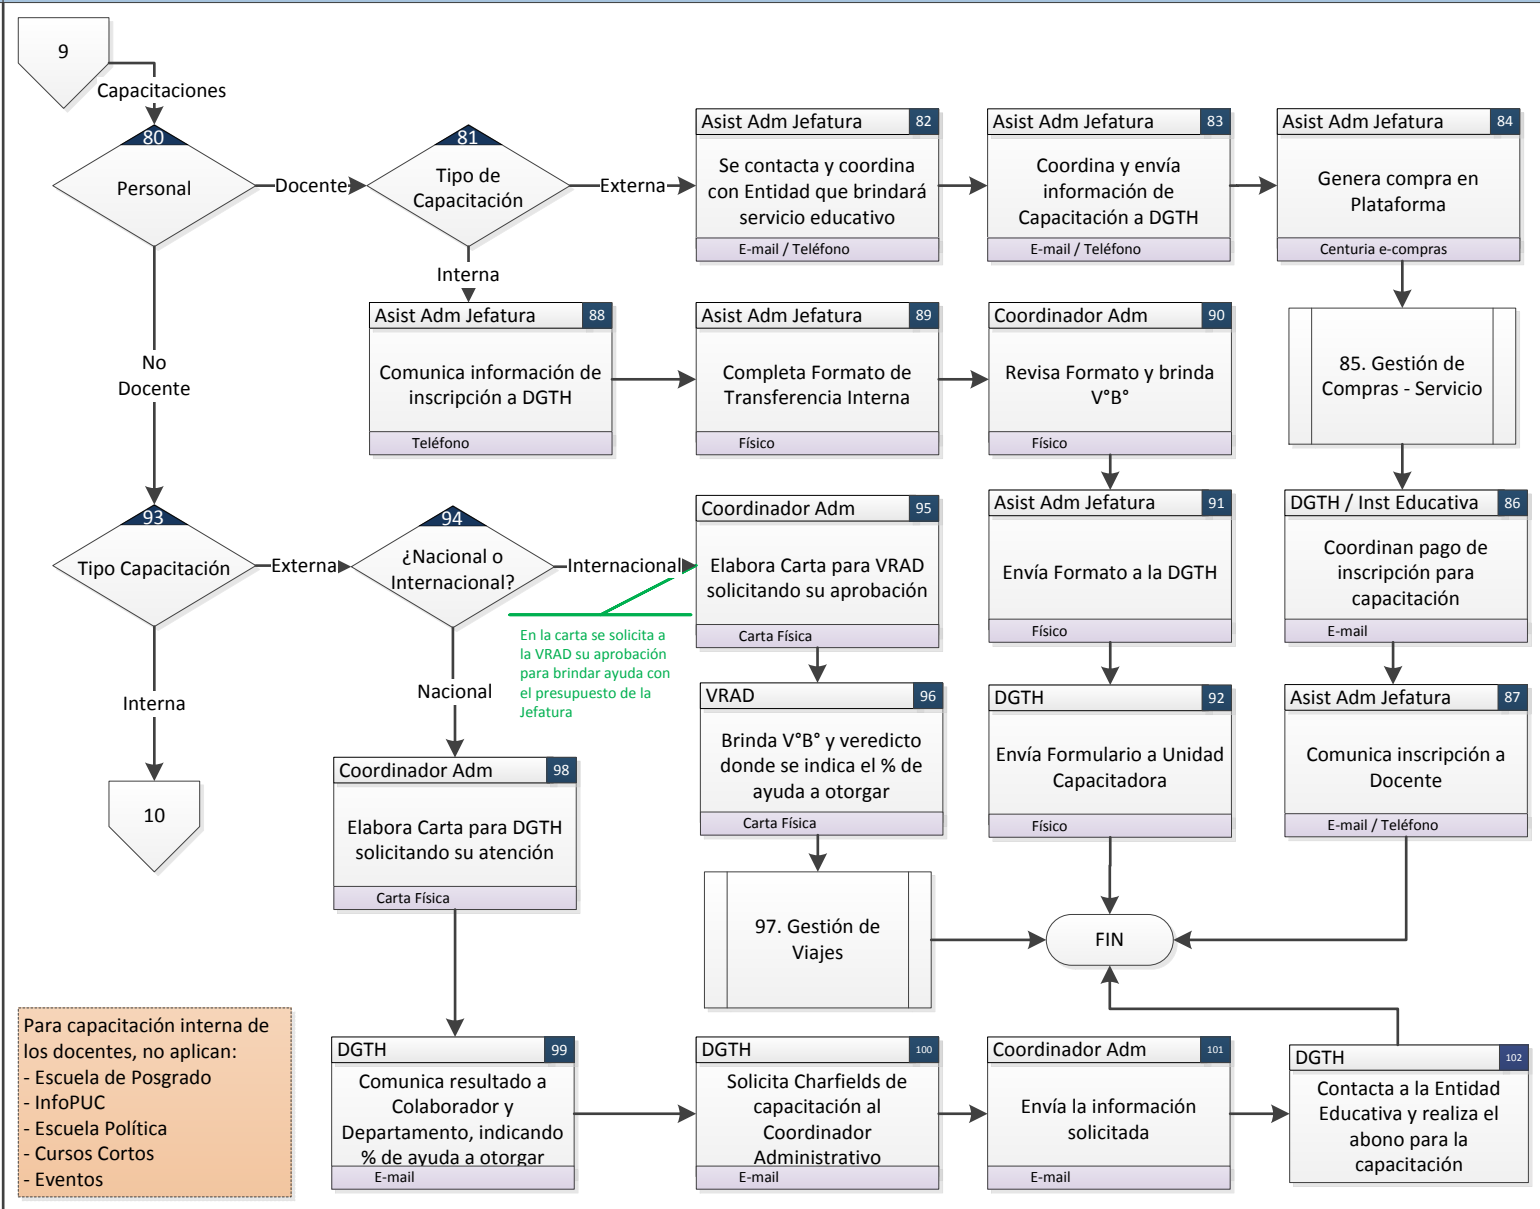 9
Capacitaciones
80
Personal
Docente
81
Tipo de
Capacitación
Externa
Asist Adm Jefatura
82
Se contacta y coordina
con Entidad que brindará
servicio educativo
E-mail / Teléfono
Asist Adm Jefatura
83
Coordina y envía
información de
Capacitación a DGTH
E-mail / Teléfono
Asist Adm Jefatura
84
Genera compra en
Plataforma
Centuria e-compras
Interna
Asist Adm Jefatura
88
Comunica información de
inscripción a DGTH
Teléfono
Asist Adm Jefatura
89
Completa Formato de
Transferencia Interna
Físico
Coordinador Adm
90
Revisa Formato y brinda
V°B°
Físico
85. Gestión de
Compras - Servicio
No
Docente
93
Tipo Capacitación
Externa
94
¿Nacional o
Internacional?
Internacional
Coordinador Adm
95
Elabora Carta para VRAD
solicitando su aprobación
Carta Física
Asist Adm Jefatura
91
Envía Formato a la DGTH
Físico
DGTH / Inst Educativa
86
Coordinan pago de
inscripción para
capacitación
E-mail
En la carta se solicita a
la VRAD su aprobación
para brindar ayuda con
el presupuesto de la
Jefatura
Interna
Nacional
10
VRAD
96
Brinda V°B° y veredicto
donde se indica el % de
ayuda a otorgar
Carta Física
DGTH
92
Envía Formulario a Unidad
Capacitadora
Físico
Asist Adm Jefatura
87
Comunica inscripción a
Docente
E-mail / Teléfono
Coordinador Adm
98
Elabora Carta para DGTH
solicitando su atención
Carta Física
97. Gestión de
Viajes
FIN
Para capacitación interna de
los docentes, no aplican:
- Escuela de Posgrado
- InfoPUC
- Escuela Política
- Cursos Cortos
- Eventos
DGTH
99
Comunica resultado a
Colaborador y
Departamento, indicando
% de ayuda a otorgar
E-mail
DGTH
100
Solicita Charfields de
capacitación al
Coordinador
Administrativo
E-mail
Coordinador Adm
101
Envía la información
solicitada
E-mail
DGTH
102
Contacta a la Entidad
Educativa y realiza el
abono para la
capacitación